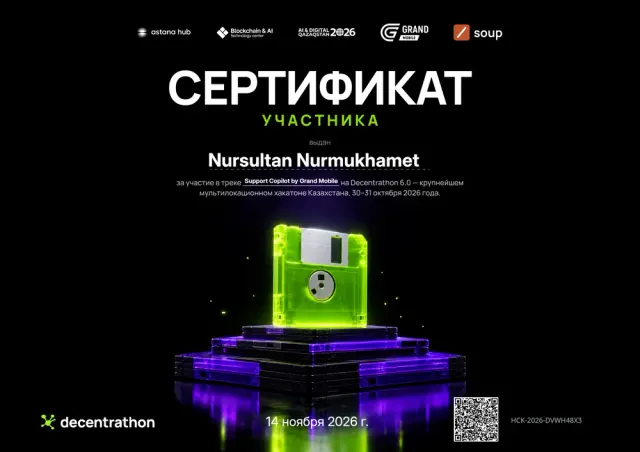 astana hub
Blockchain & AI
technology center
AI & DIGITAL
QAZAQSTAN 2026
GRAND
MOBILE
soup
СЕРТИФИКАТ
УЧАСТНИКА
выдан
Nursultan Nurmukhamet
за участие в треке Support Copilot by Grand Mobile на Decentrathon 6.0 — крупнейшем
мультилокационном хакатоне Казахстана, 30–31 октября 2026 года.
decentrathon
14 ноября 2026 г.
HCK-2026-DVWH48X3